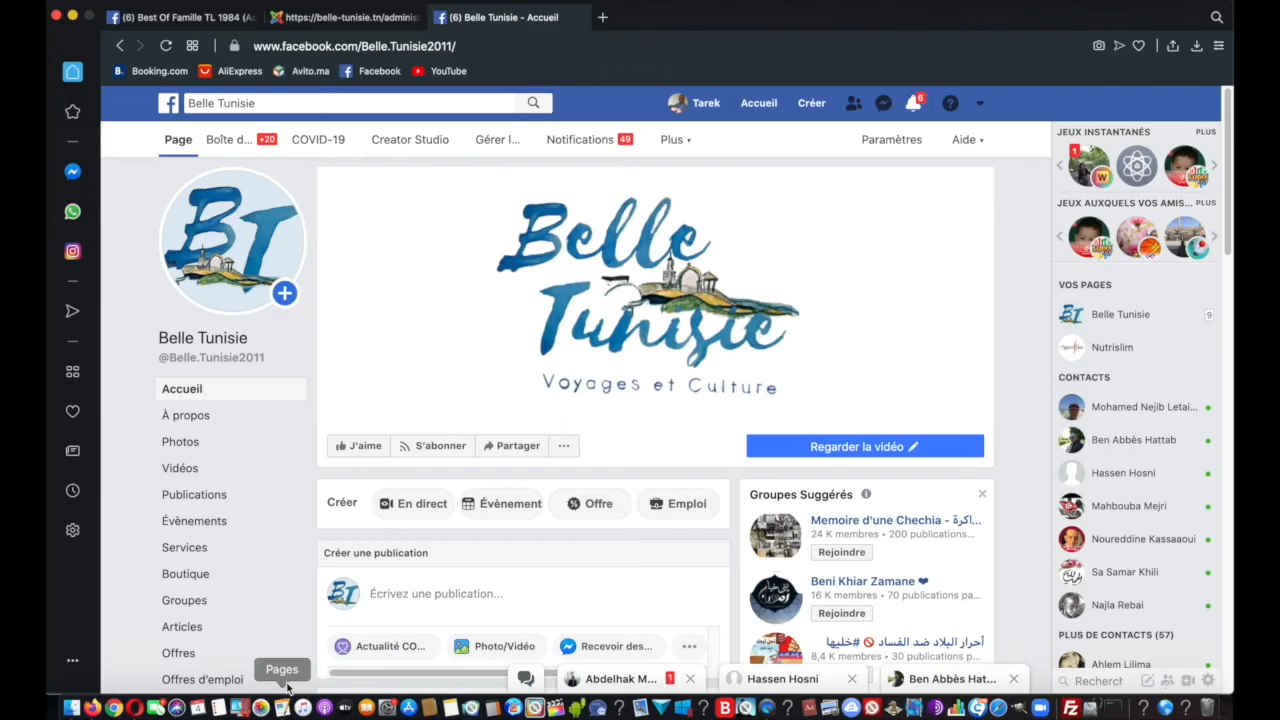 (6) Best Of Famille TL 1984 (Ac
https://belle-tunisie.tn/adminis
(6) Belle Tunisie - Accueil
www.facebook.com/Belle.Tunisie2011/
Booking.com
AliExpress
Avito.ma
Facebook
YouTube
Belle Tunisie
Tarek
Accueil
Créer
6
Page
Boîte d... +20
COVID-19
Creator Studio
Gérer l...
Notifications 49
Plus
Paramètres
Aide
BT
Belle Tunisie
@Belle.Tunisie2011
Accueil
À propos
Photos
Vidéos
Publications
Évènements
Services
Boutique
Groupes
Articles
Offres
Offres d'emploi
Pages
Belle
Tunisie
Voyages et Culture
J'aime
S'abonner
Partager
Regarder la vidéo
Créer
En direct
Évènement
Offre
Emploi
Créer une publication
Écrivez une publication...
Actualité CO...
Photo/Vidéo
Recevoir des...
Groupes Suggérés
Memoire d'une Chechia - ذاكرة...
24 K membres • 200 publications...
Rejoindre
Beni Khiar Zamane ❤
16 K membres • 70 publications pa...
Rejoindre
أحرار البلاد ضد الفساد 🚫 #خليها
8,4 K membres • 30 publications...
Abdelhak M... 1
Hassen Hosni
Ben Abbès Hat...
JEUX INSTANTANÉS PLUS
1
JEUX AUXQUELS VOS AMIS... PLUS
VOS PAGES
Belle Tunisie 9
Nutrislim
CONTACTS
Mohamed Nejib Letai...
Ben Abbès Hattab
Hassen Hosni
Mahbouba Mejri
Noureddine Kassaaoui
Sa Samar Khili
Najla Rebai
PLUS DE CONTACTS (57)
Ahlem Lilima
Recherch